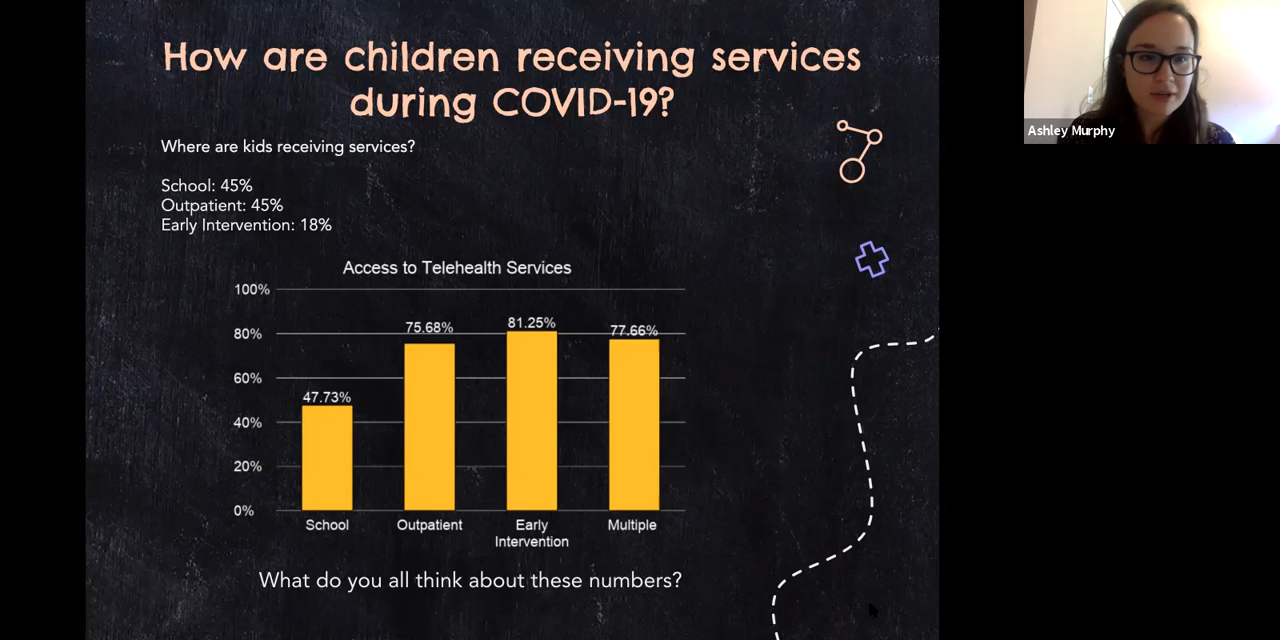 How are children receiving services
during COVID-19?
Where are kids receiving services?
School: 45%
Outpatient: 45%
Early Intervention: 18%
Access to Telehealth Services
100%
80%
60%
40%
20%
0%
47.73%
75.68%
81.25%
77.66%
School
Outpatient
Early
Intervention
Multiple
What do you all think about these numbers?
Ashley Murphy